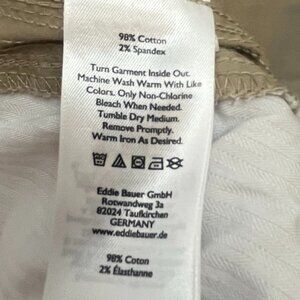 98% Cotton
2% Spandex
Turn Garment Inside Out.
Machine Wash Warm With Like
Colors. Only Non-Chlorine
Bleach When Needed.
Tumble Dry Medium.
Remove Promptly.
Warm Iron As Desired.
Eddie Bauer GmbH
Rotwandweg 3a
82024 Taufkirchen
GERMANY
www.eddiebauer.de
98% Coton
2% Élasthanne